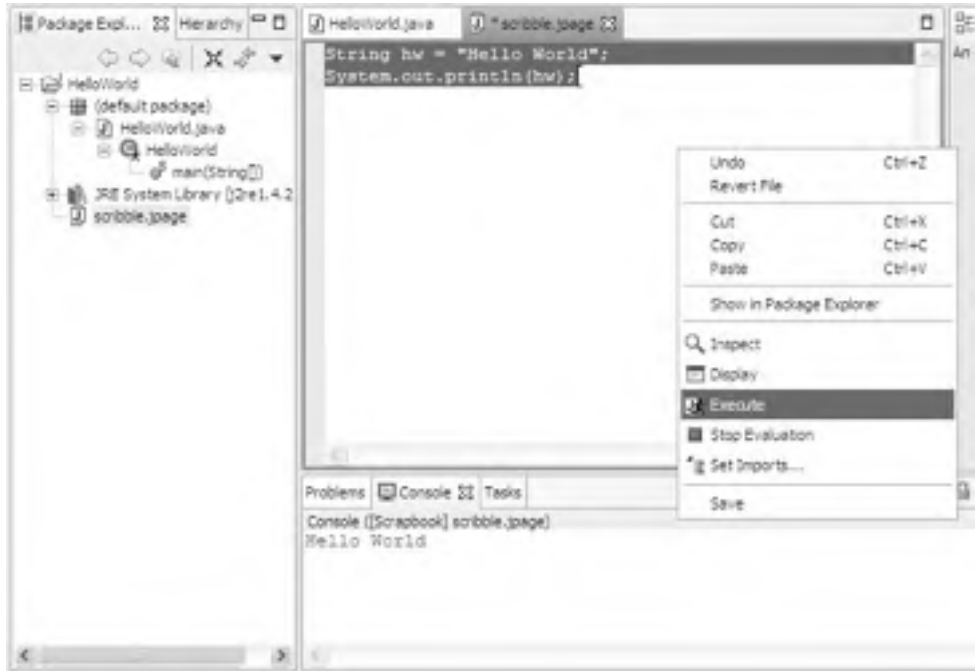 Package Expl... Hierarchy
HelloWorld
(default package)
HelloWorld.java
HelloWorld
main(String[])
JRE System Library [j2re1.4.2
scribble.jpage
HelloWorld.java *scribble.jpage
String hw = "Hello World";
System.out.println(hw);
An
Undo Ctrl+Z
Revert File
Cut Ctrl+X
Copy Ctrl+C
Paste Ctrl+V
Show in Package Explorer
Inspect
Display
Execute
Stop Evaluation
Set Imports...
Save
Problems Console Tasks
Console ([Scrapbook] scribble.jpage)
Hello World